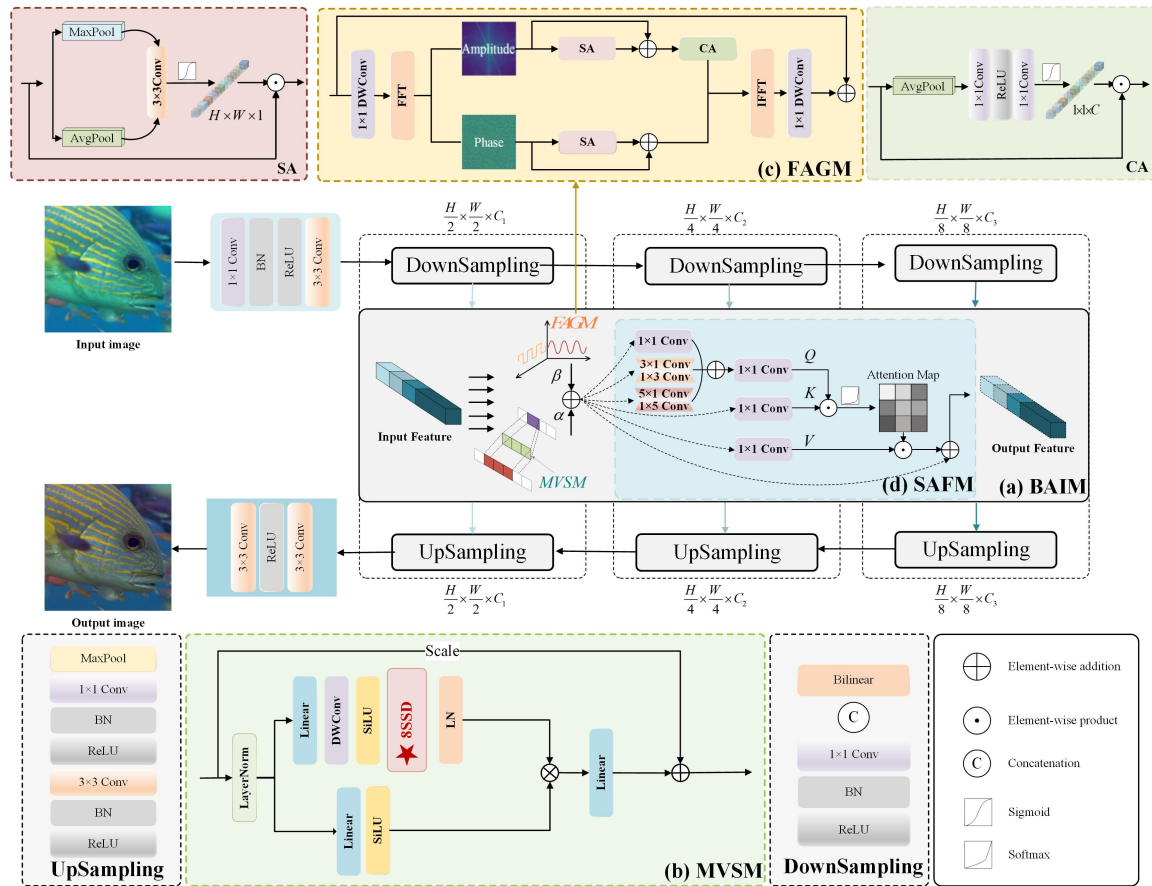 MaxPool
AvgPool
3×3Conv
H×W×1
SA
1×1 DWConv
FFT
Amplitude
Phase
SA
SA
CA
IFFT
1×1 DWConv
(c) FAGM
AvgPool
1×1Conv
ReLU
1×1Conv
1×1×C
CA
Input image
1×1 Conv
BN
ReLU
3×3 Conv
H/2 × W/2 × C₁
H/4 × W/4 × C₂
H/8 × W/8 × C₃
DownSampling
DownSampling
DownSampling
Input Feature
FAGM
β
α
MVSM
1×1 Conv
3×1 Conv
1×3 Conv
5×1 Conv
1×5 Conv
1×1 Conv
Q
1×1 Conv
K
1×1 Conv
V
Attention Map
(d) SAFM
Output Feature
(a) BAIM
Output image
3×3 Conv
ReLU
3×3 Conv
UpSampling
UpSampling
UpSampling
H/2 × W/2 × C₁
H/4 × W/4 × C₂
H/8 × W/8 × C₃
MaxPool
1×1 Conv
BN
ReLU
3×3 Conv
BN
ReLU
UpSampling
Scale
LayerNorm
Linear
DWConv
SiLU
8SSD
LN
Linear
SiLU
Linear
(b) MVSM
Bilinear
C
1×1 Conv
BN
ReLU
DownSampling
Element-wise addition
Element-wise product
C
Concatenation
Sigmoid
Softmax